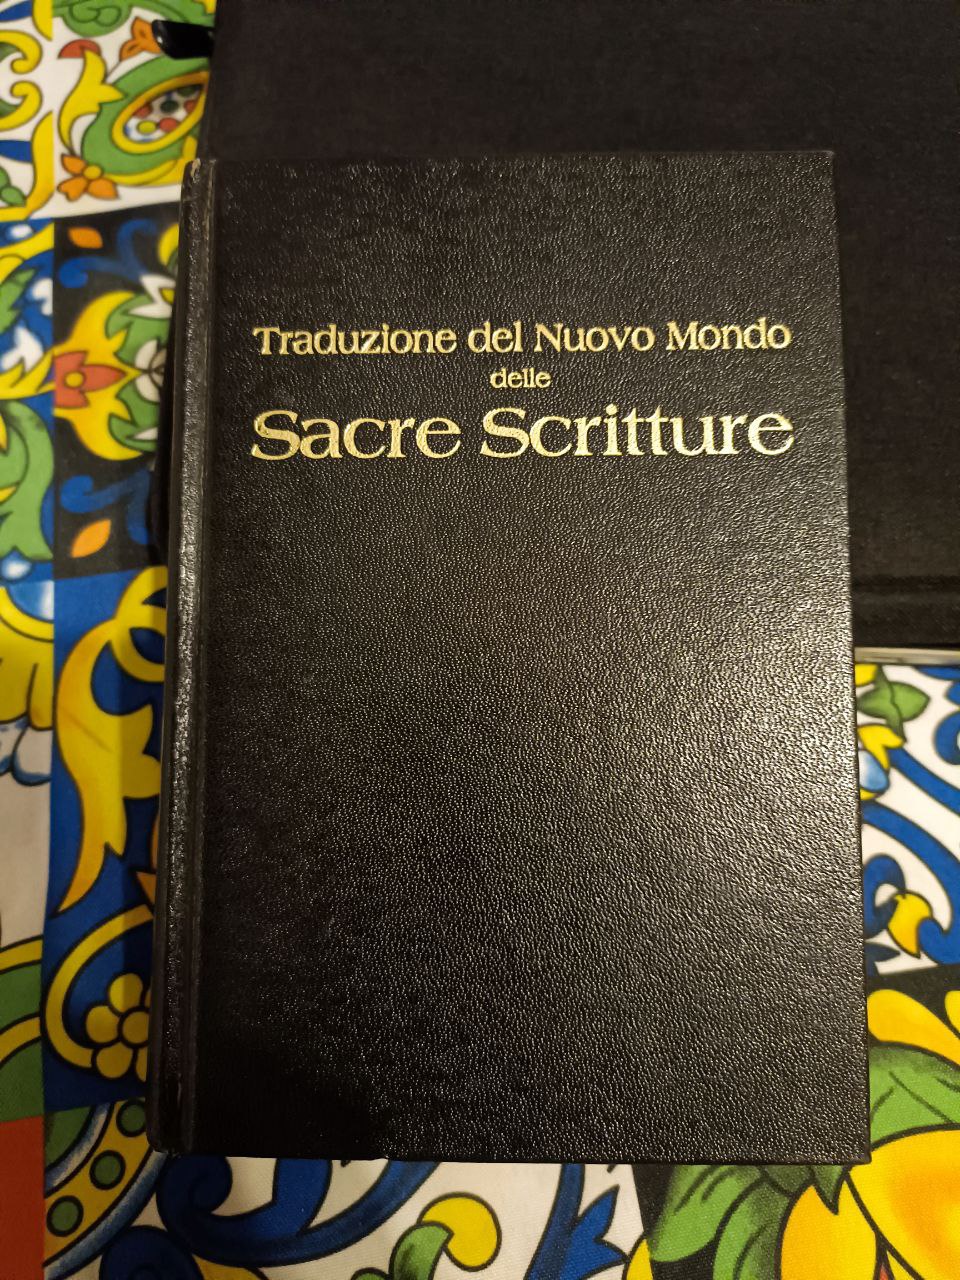 Traduzione del Nuovo Mondo
delle
Sacre Scritture